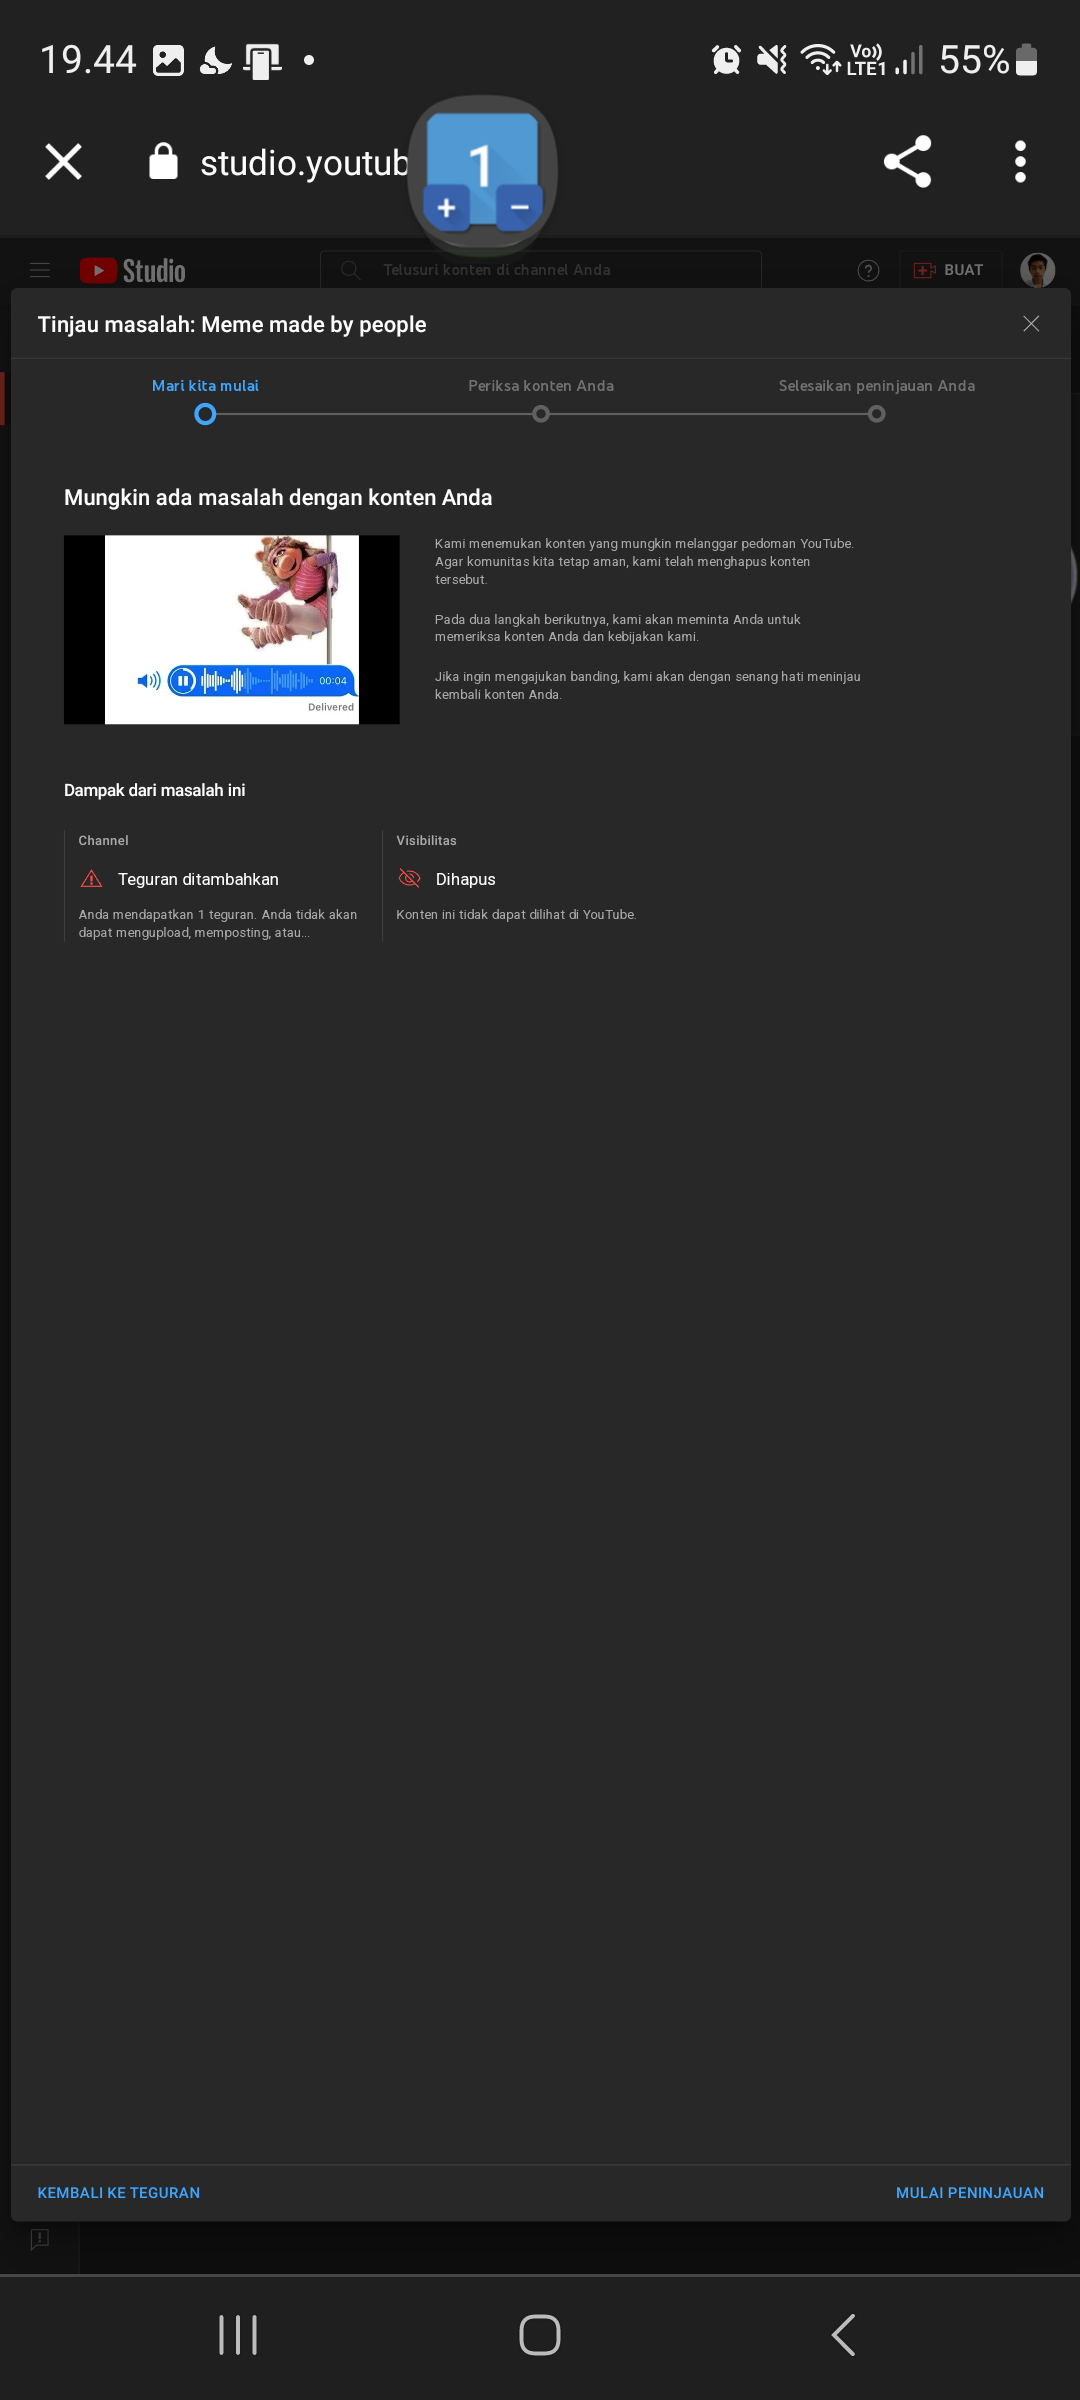 19.44
Vo))
LTE1
55%
studio.youtub
1
+ −
Studio
Telusuri konten di channel Anda
BUAT
Tinjau masalah: Meme made by people
Mari kita mulai
Periksa konten Anda
Selesaikan peninjauan Anda
Mungkin ada masalah dengan konten Anda
Kami menemukan konten yang mungkin melanggar pedoman YouTube.
Agar komunitas kita tetap aman, kami telah menghapus konten
tersebut.
Pada dua langkah berikutnya, kami akan meminta Anda untuk
memeriksa konten Anda dan kebijakan kami.
Jika ingin mengajukan banding, kami akan dengan senang hati meninjau
kembali konten Anda.
00:04
Delivered
Dampak dari masalah ini
Channel
Teguran ditambahkan
Anda mendapatkan 1 teguran. Anda tidak akan
dapat mengupload, memposting, atau...
Visibilitas
Dihapus
Konten ini tidak dapat dilihat di YouTube.
KEMBALI KE TEGURAN
MULAI PENINJAUAN